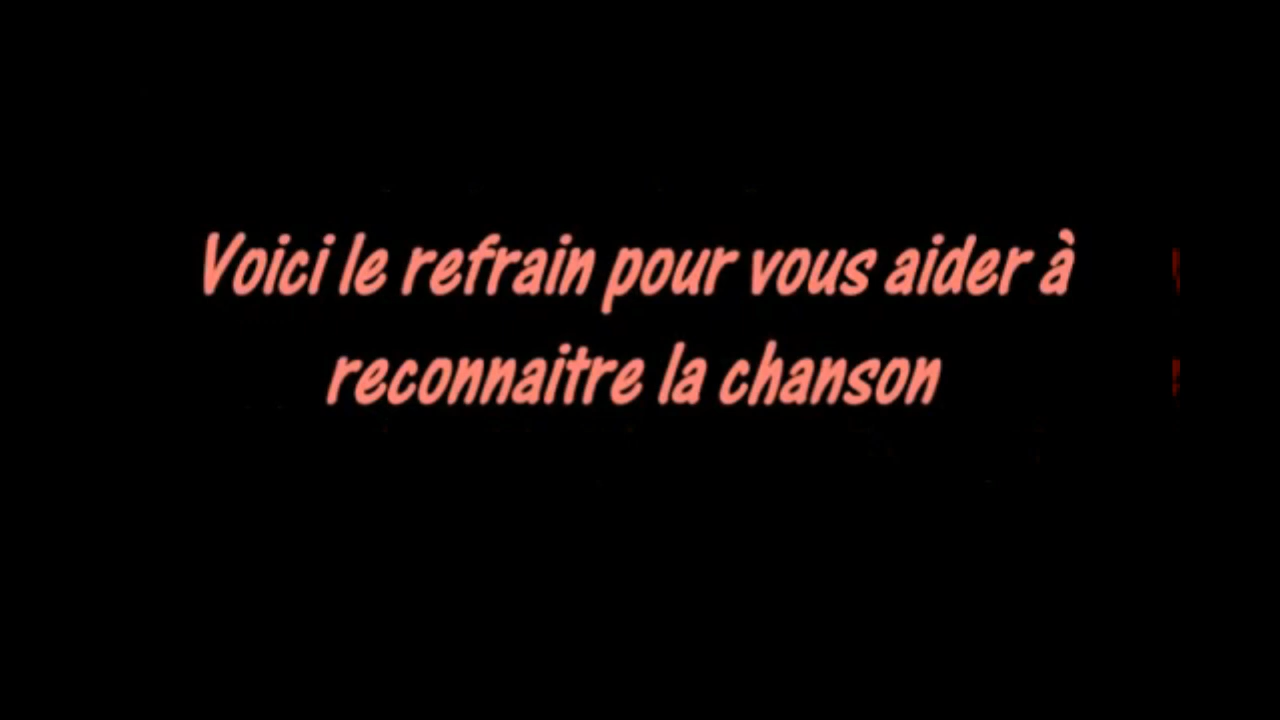 Voici le refrain pour vous aider à
reconnaitre la chanson